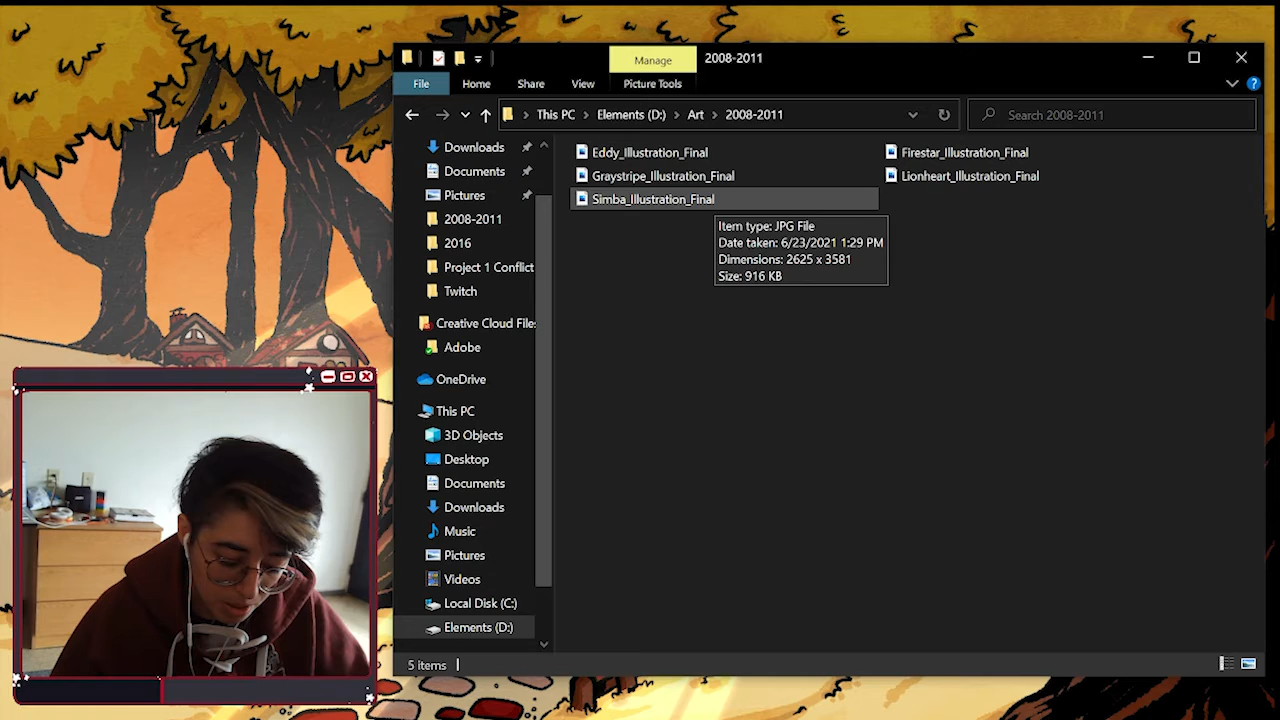 Manage
2008-2011
File
Home
Share
View
Picture Tools
This PC
Elements (D:)
Art
2008-2011
Search 2008-2011
Downloads
Documents
Pictures
2008-2011
2016
Project 1 Conflict
Twitch
Creative Cloud Files
Adobe
OneDrive
This PC
3D Objects
Desktop
Documents
Downloads
Music
Pictures
Videos
Local Disk (C:)
Elements (D:)
Eddy_Illustration_Final
Firestar_Illustration_Final
Graystripe_Illustration_Final
Lionheart_Illustration_Final
Simba_Illustration_Final
Item type: JPG File
Date taken: 6/23/2021 1:29 PM
Dimensions: 2625 x 3581
Size: 916 KB
5 items